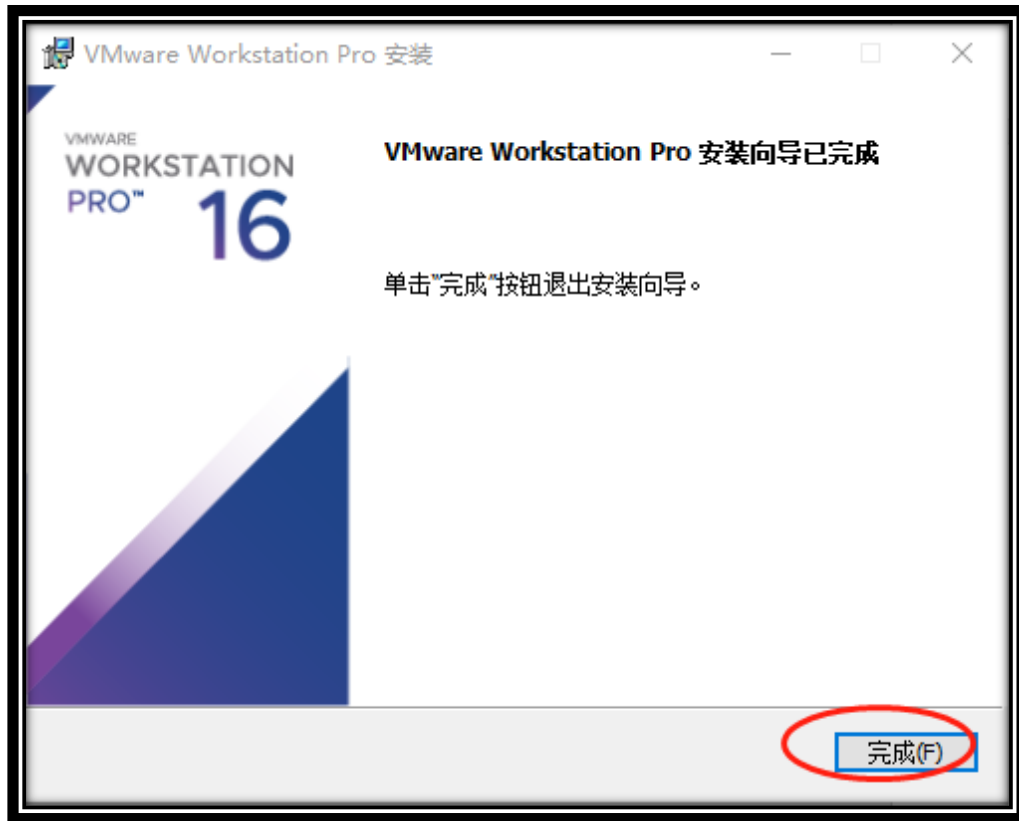 VMware Workstation Pro 安装
VMWARE
WORKSTATION
PRO™ 16
VMware Workstation Pro 安装向导已完成
单击"完成"按钮退出安装向导。
完成(F)